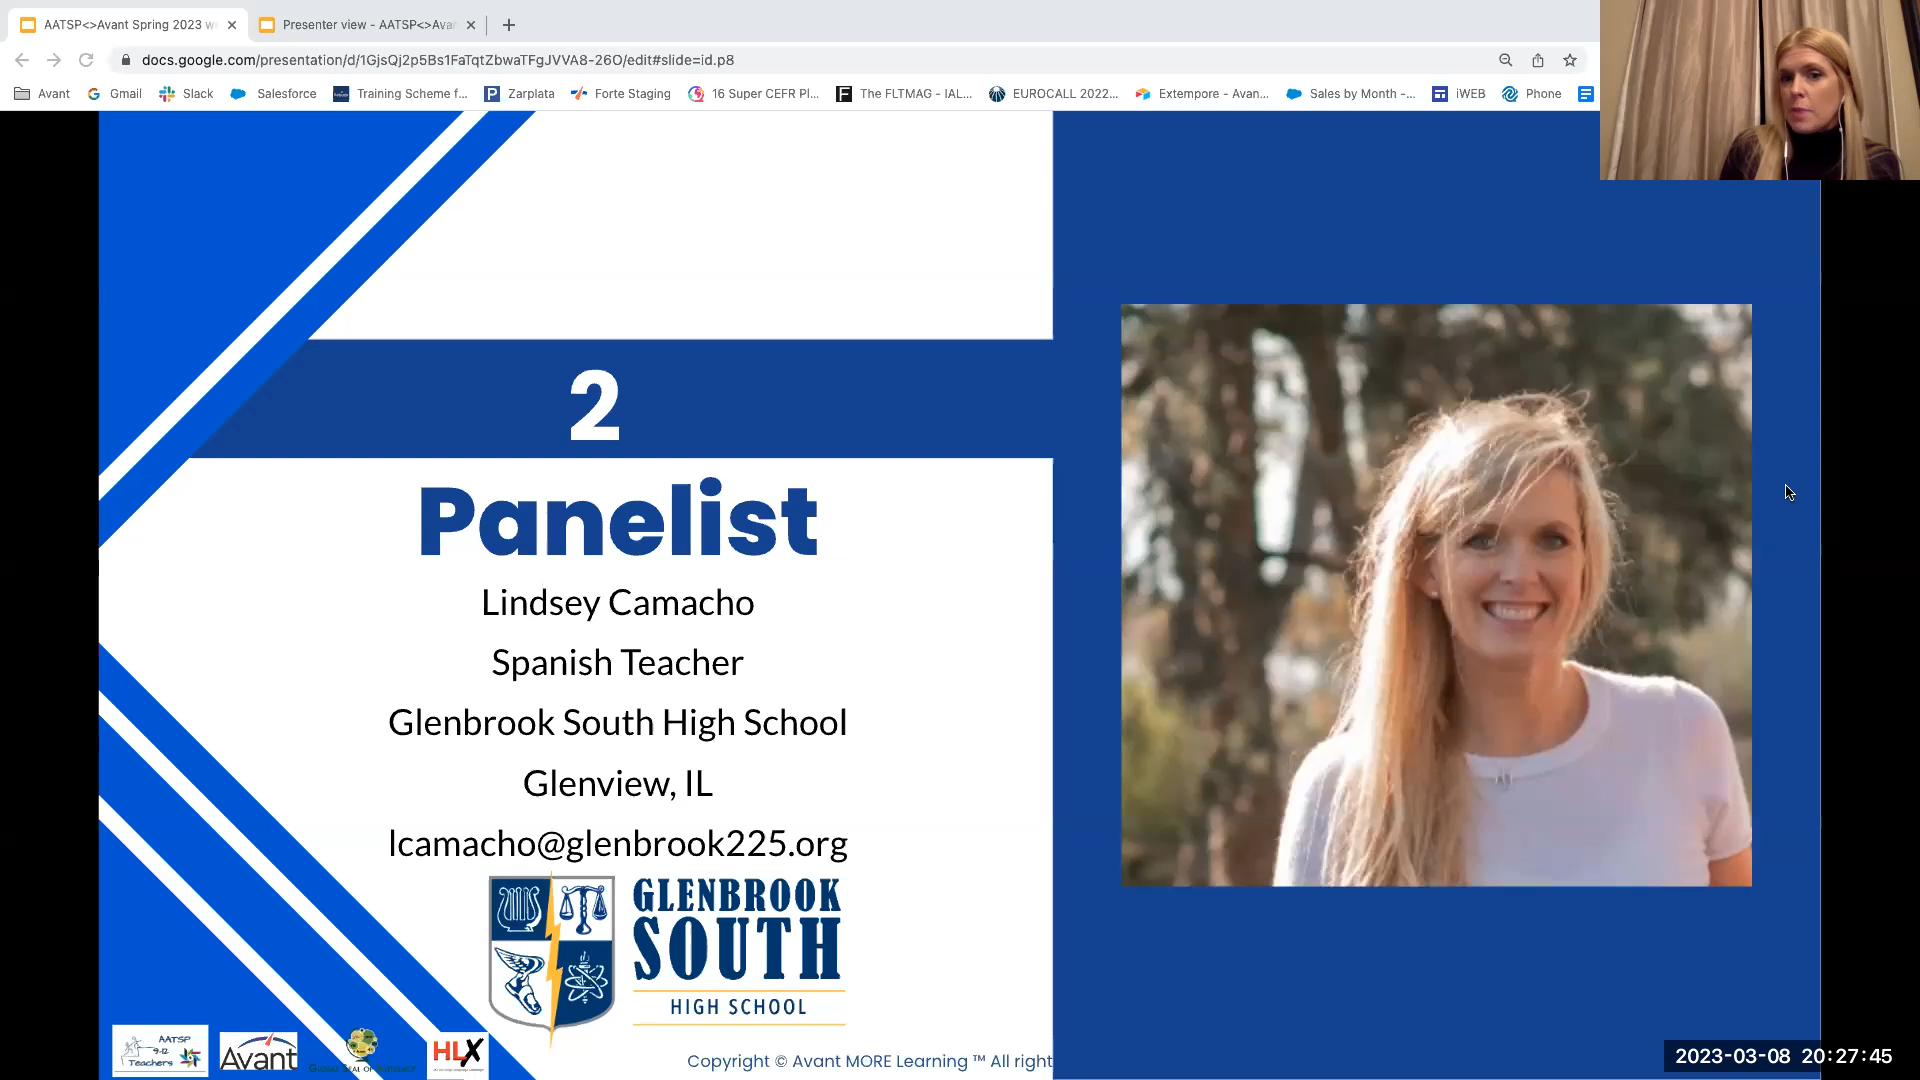 AATSP<>Avant Spring 2023 w
Presenter view - AATSP<>Ava
docs.google.com/presentation/d/1GjsQj2p5Bs1FaTqtZbwaTFgJVVA8-26O/edit#slide=id.p8
Avant
Gmail
Slack
Salesforce
Training Scheme f...
Zarplata
Forte Staging
16 Super CEFR Pl...
The FLTMAG - IAL...
EUROCALL 2022...
Extempore - Avan...
Sales by Month -...
iWEB
Phone
2
Panelist
Lindsey Camacho
Spanish Teacher
Glenbrook South High School
Glenview, IL
lcamacho@glenbrook225.org
GLENBROOK
SOUTH
HIGH SCHOOL
AATSP
9-12
Teachers
Avant
HLX
Copyright © Avant MORE Learning ™ All right
2023-03-08 20:27:45